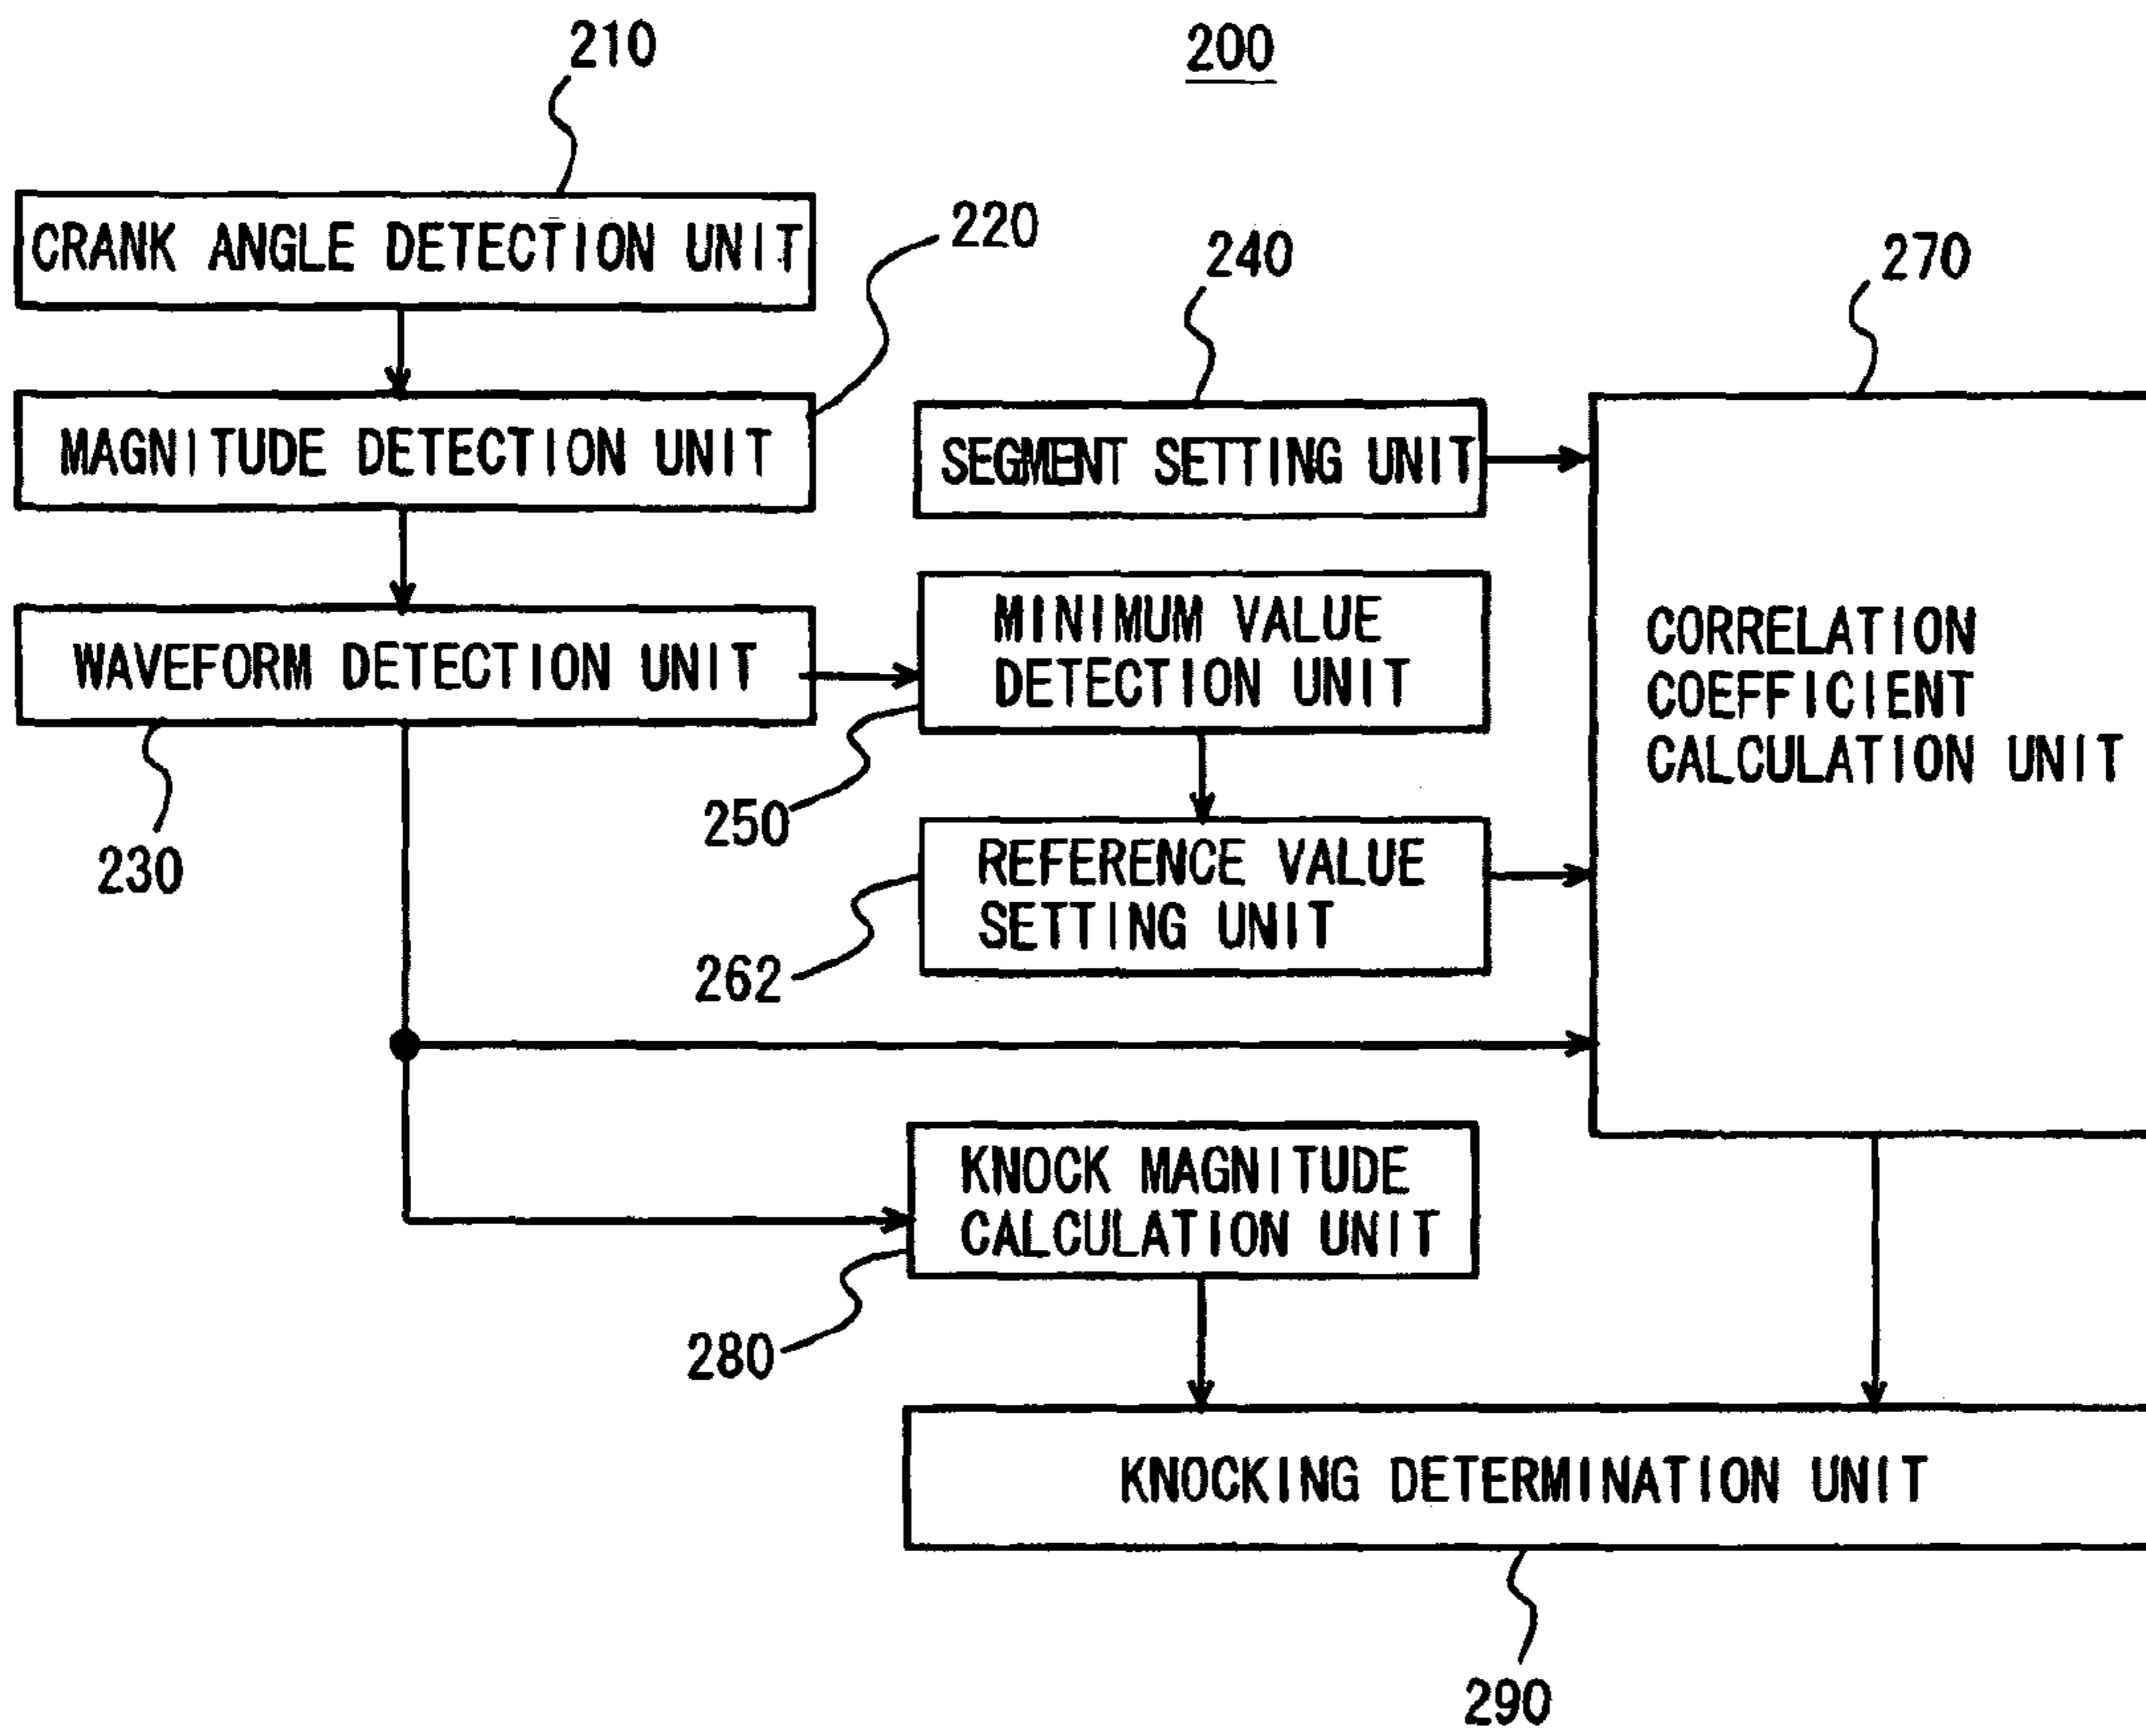 210
200
CRANK ANGLE DETECTION UNIT
220
240
270
MAGNITUDE DETECTION UNIT
SEGMENT SETTING UNIT
WAVEFORM DETECTION UNIT
MINIMUM VALUE
DETECTION UNIT
CORRELATION
COEFFICIENT
CALCULATION UNIT
250
230
REFERENCE VALUE
SETTING UNIT
262
KNOCK MAGNITUDE
CALCULATION UNIT
280
KNOCKING DETERMINATION UNIT
290